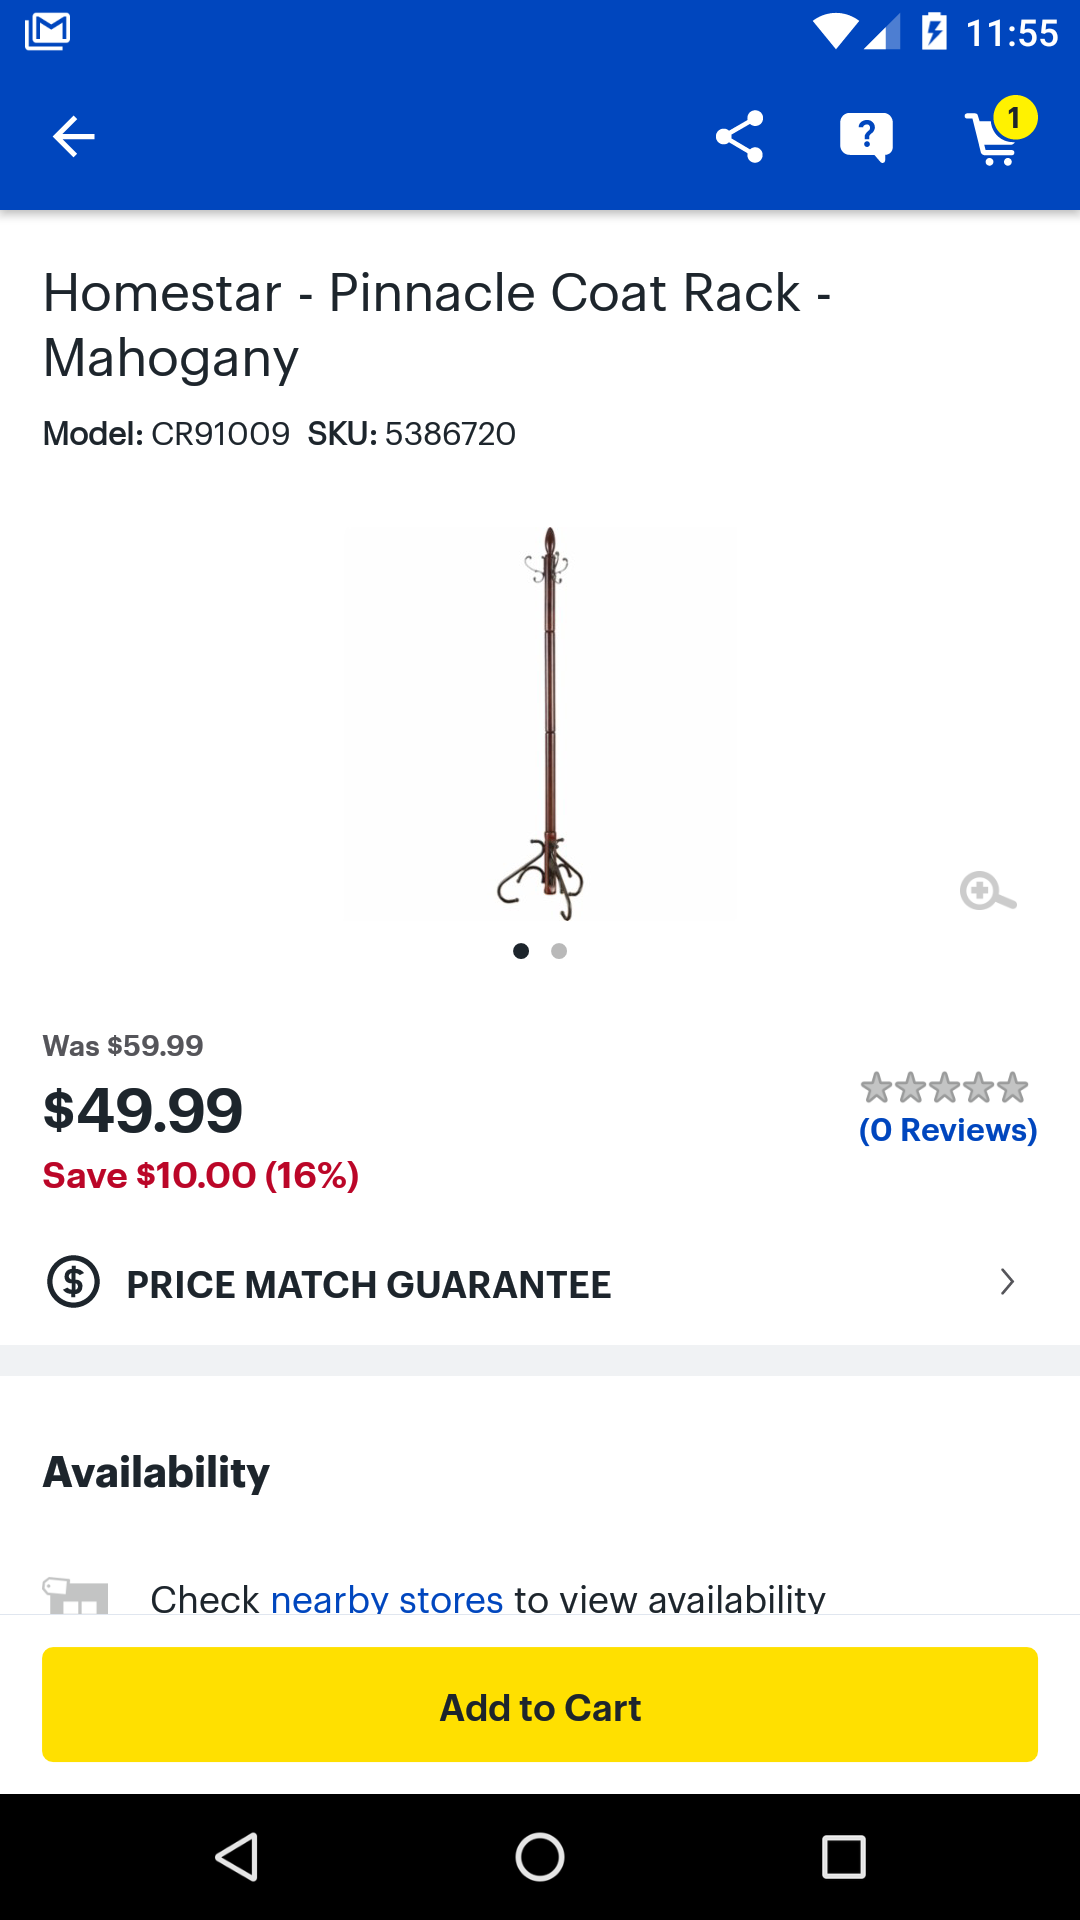 11:55
1
Homestar - Pinnacle Coat Rack -
Mahogany
Model: CR91009 SKU: 5386720
Was $59.99
$49.99
(0 Reviews)
Save $10.00 (16%)
PRICE MATCH GUARANTEE
Availability
Check nearby stores to view availability
Add to Cart